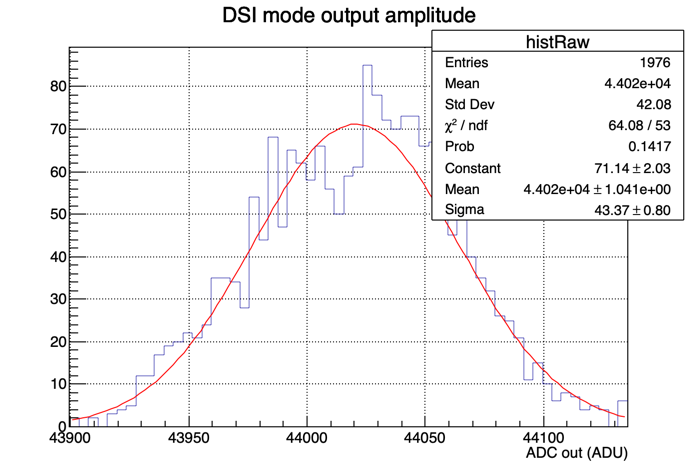 DSI mode output amplitude
histRaw
Entries 1976
Mean 4.402e+04
Std Dev 42.08
χ² / ndf 64.08 / 53
Prob 0.1417
Constant 71.14 ± 2.03
Mean 4.402e+04 ± 1.041e+00
Sigma 43.37 ± 0.80
80
70
60
50
40
30
20
10
0
43900 43950 44000 44050 44100
ADC out (ADU)